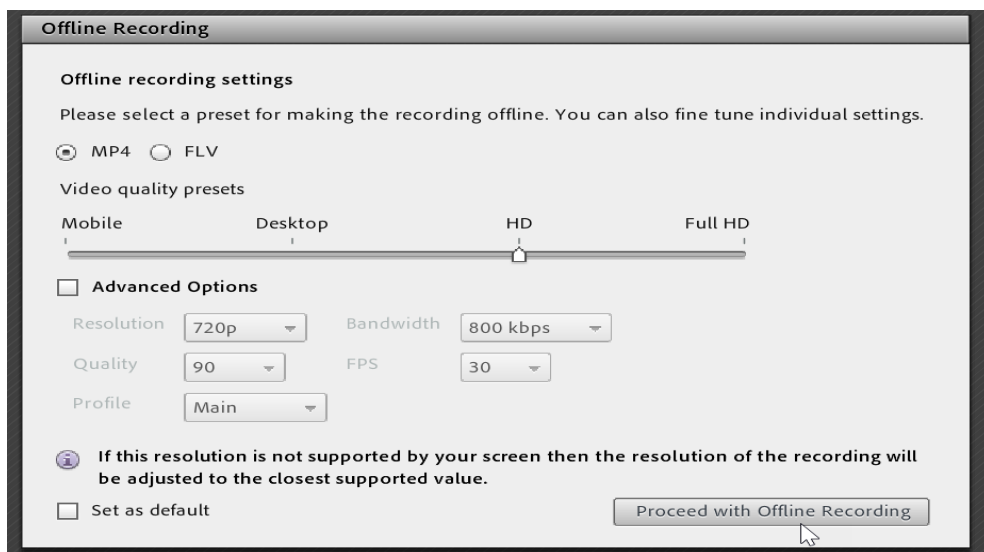 Offline Recording
Offline recording settings
Please select a preset for making the recording offline. You can also fine tune individual settings.
MP4 FLV
Video quality presets
Mobile Desktop HD Full HD
Advanced Options
Resolution 720p Bandwidth 800 kbps
Quality 90 FPS 30
Profile Main
If this resolution is not supported by your screen then the resolution of the recording will
be adjusted to the closest supported value.
Set as default Proceed with Offline Recording